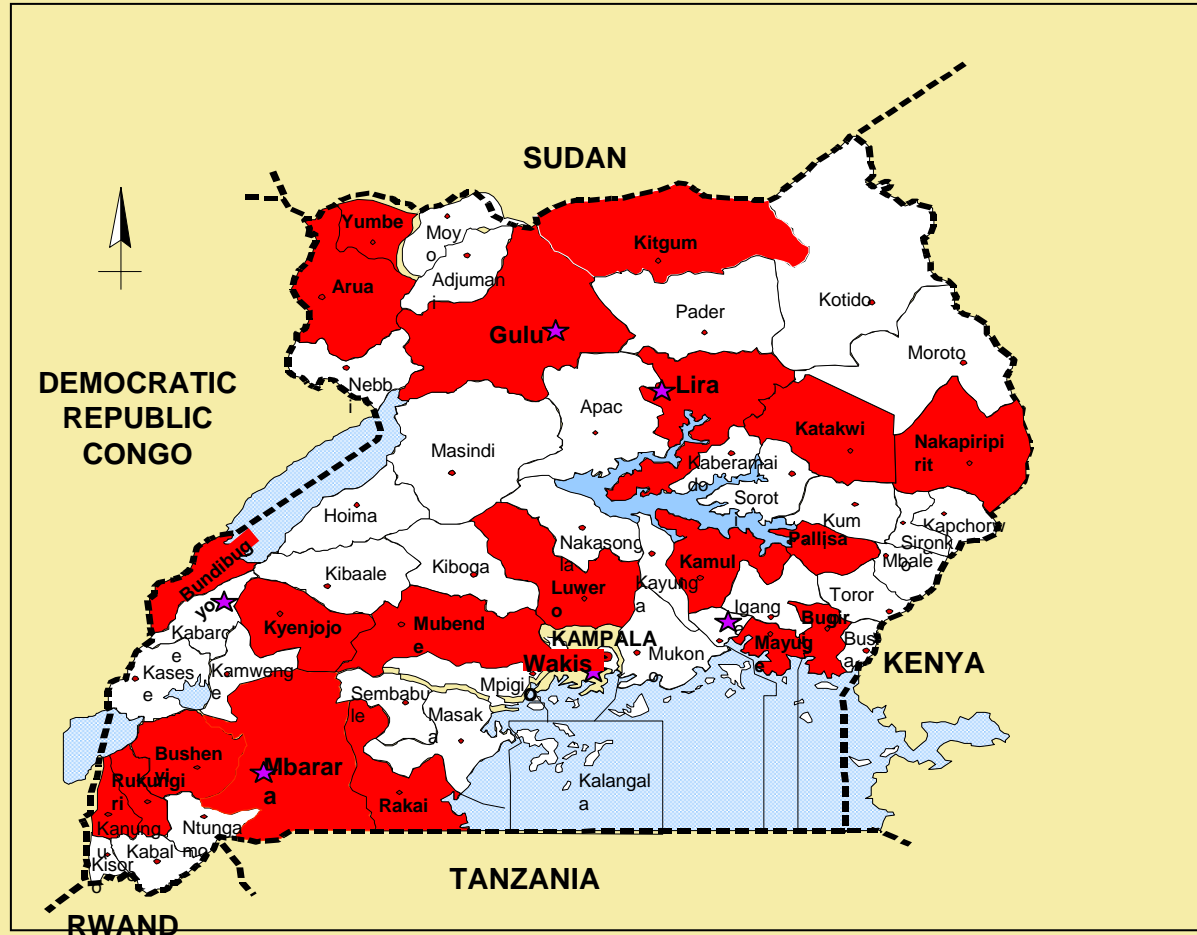 SUDAN
Yumbe
Moy
o
Kitgum
Arua
Adjuman
i
Kotido
Pader
Gulu
Moroto
DEMOCRATIC
REPUBLIC
CONGO
Nebb
i
Lira
Apac
Katakwi
Nakapiripi
rit
Masindi
Kaberamai
do
Sorot
i
Hoima
Kum
Kapchorw
Sironk
o
Pallisa
Mbale
Nakasong
la
Bundibug
yo
Kibaale
Kiboga
Kamul
Kayung
a
Luwer
o
Toror
Igang
a
Bugir
i
Kabaro
e
Kyenjojo
Mubend
e
KAMPALA
Mayug
e
Busi
a
Kases
e
Kamweng
e
Wakis
o
Mukon
o
KENYA
Mpigi
Sembabu
le
Masak
a
Bushen
yi
Mbarar
a
Rukungi
ri
Rakai
Kalangal
a
Kanung
u
Ntunga
mo
Kabal
Kisor
o
TANZANIA
RWAND